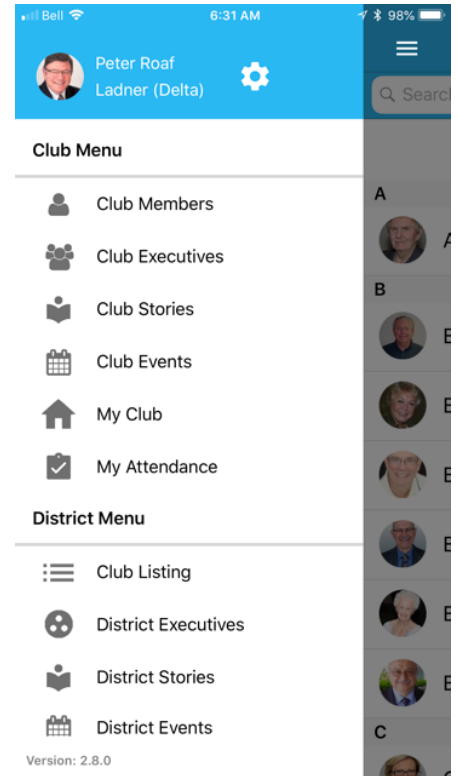 Bell 6:31 AM 98%
Peter Roaf
Ladner (Delta)
Search
Club Menu
Club Members
Club Executives
Club Stories
Club Events
My Club
My Attendance
District Menu
Club Listing
District Executives
District Stories
District Events
Version: 2.8.0
A
A
B
B
B
B
B
B
B
C